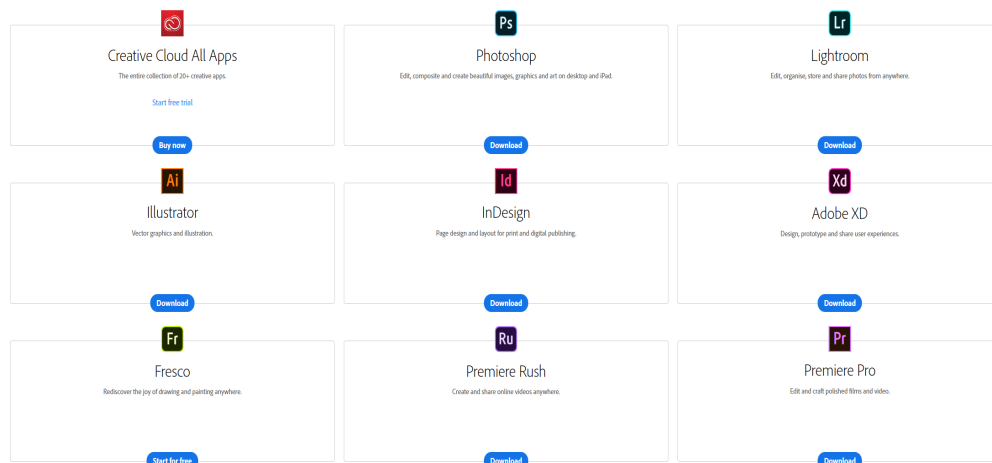 Creative Cloud All Apps
The entire collection of 20+ creative apps.
Start free trial
Buy now
Ps
Photoshop
Edit, composite and create beautiful images, graphics and art on desktop and iPad.
Download
Lr
Lightroom
Edit, organise, store and share photos from anywhere.
Download
Ai
Illustrator
Vector graphics and illustration.
Download
Id
InDesign
Page design and layout for print and digital publishing.
Download
Xd
Adobe XD
Design, prototype and share user experiences.
Download
Fr
Fresco
Rediscover the joy of drawing and painting anywhere.
Start for free
Ru
Premiere Rush
Create and share online videos anywhere.
Download
Pr
Premiere Pro
Edit and craft polished films and video.
Download